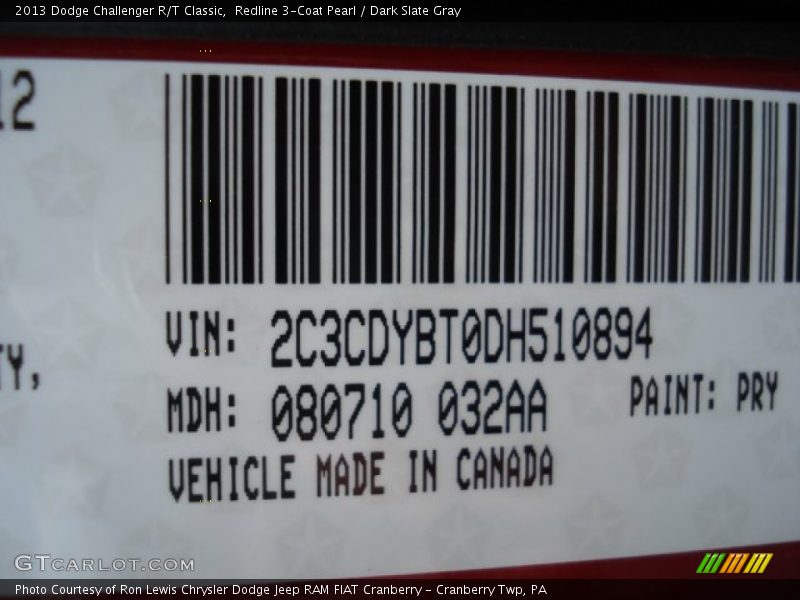 2013 Dodge Challenger R/T Classic, Redline 3-Coat Pearl / Dark Slate Gray
12
VIN: 2C3CDYBT0DH510894
TY,
MDH: 080710 032AA PAINT: PRY
VEHICLE MADE IN CANADA
GTCARLOT.COM
Photo Courtesy of Ron Lewis Chrysler Dodge Jeep RAM FIAT Cranberry - Cranberry Twp, PA